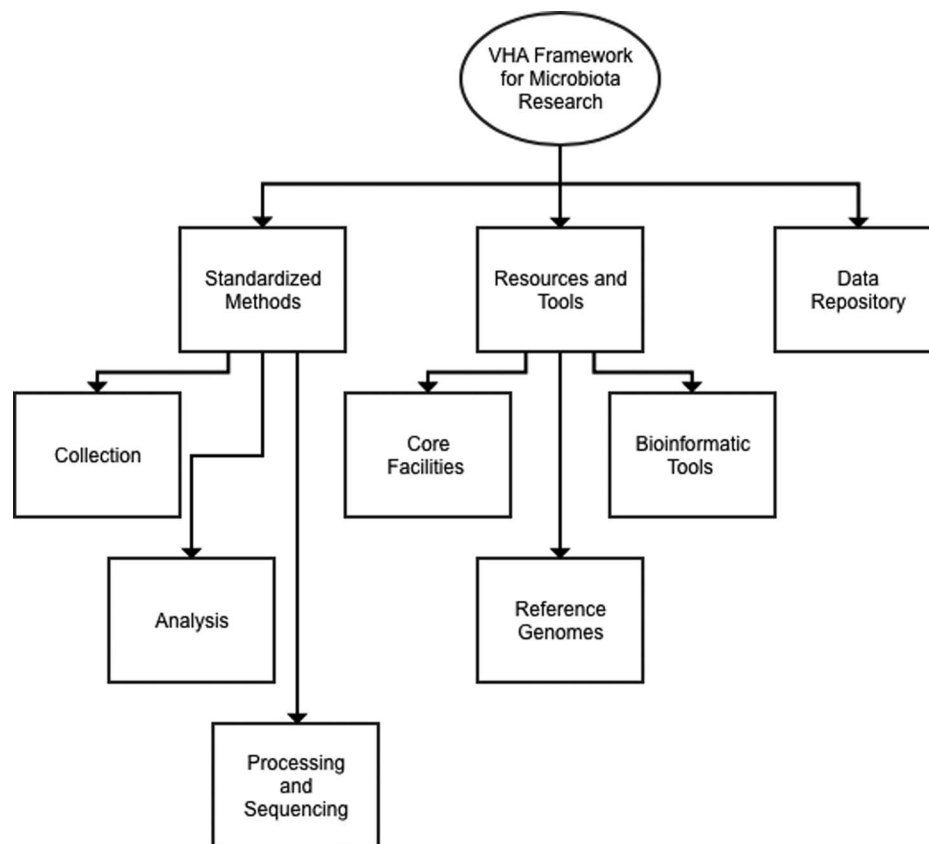 VHA Framework
for Microbiota
Research
Standardized
Methods
Resources and
Tools
Data
Repository
Collection
Core
Facilities
Bioinformatic
Tools
Analysis
Reference
Genomes
Processing
and
Sequencing